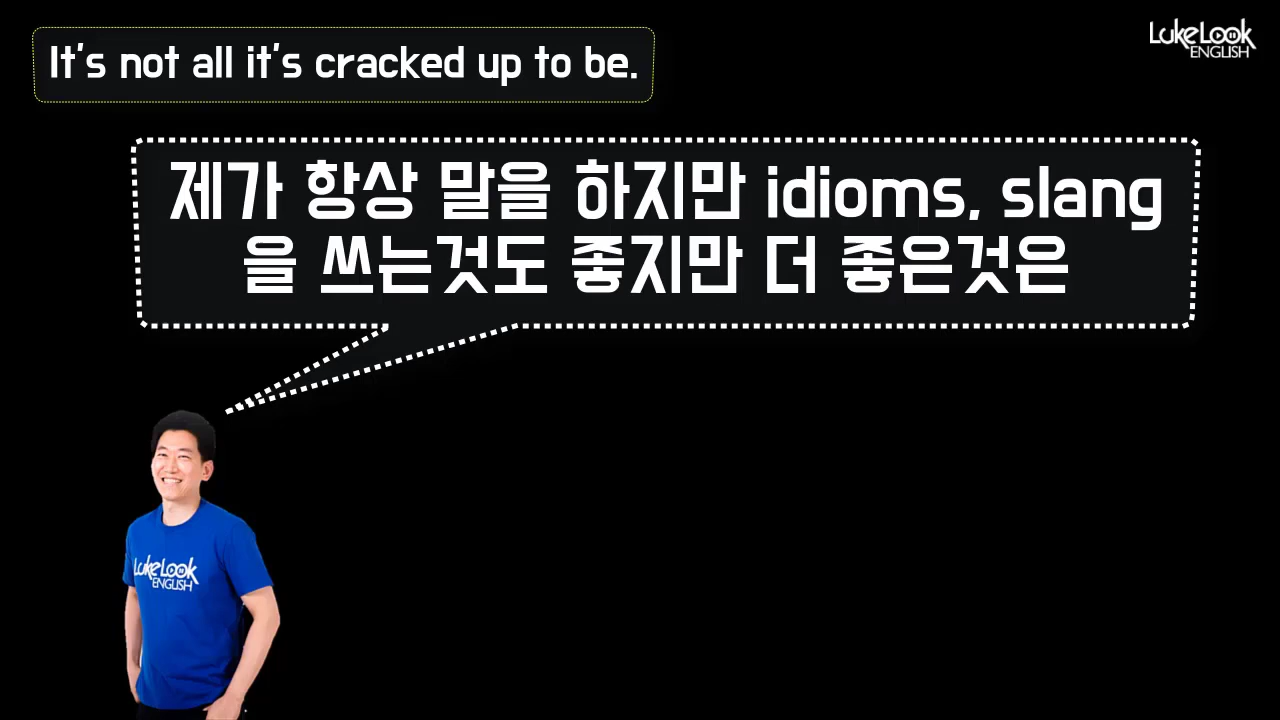 It's not all it's cracked up to be.
LukeLook
ENGLISH
제가 항상 말을 하지만 idioms, slang
을 쓰는것도 좋지만 더 좋은것은
LukeLook
ENGLISH